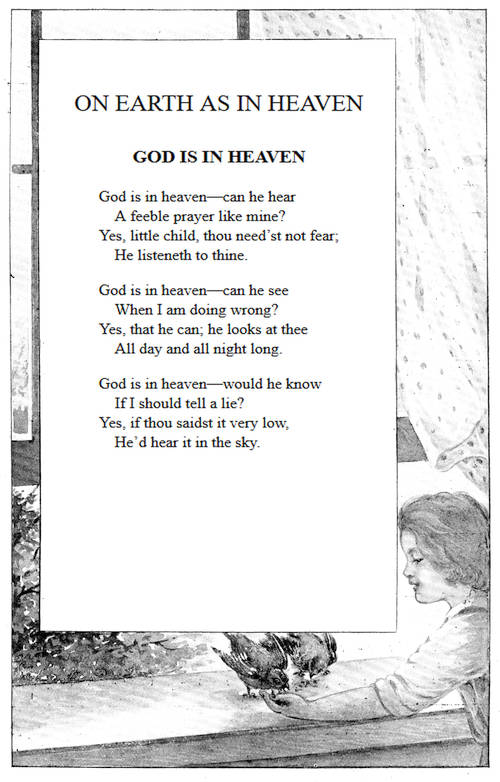 ON EARTH AS IN HEAVEN
GOD IS IN HEAVEN
God is in heaven—can he hear
A feeble prayer like mine?
Yes, little child, thou need'st not fear;
He listeneth to thine.
God is in heaven—can he see
When I am doing wrong?
Yes, that he can; he looks at thee
All day and all night long.
God is in heaven—would he know
If I should tell a lie?
Yes, if thou saidst it very low,
He'd hear it in the sky.